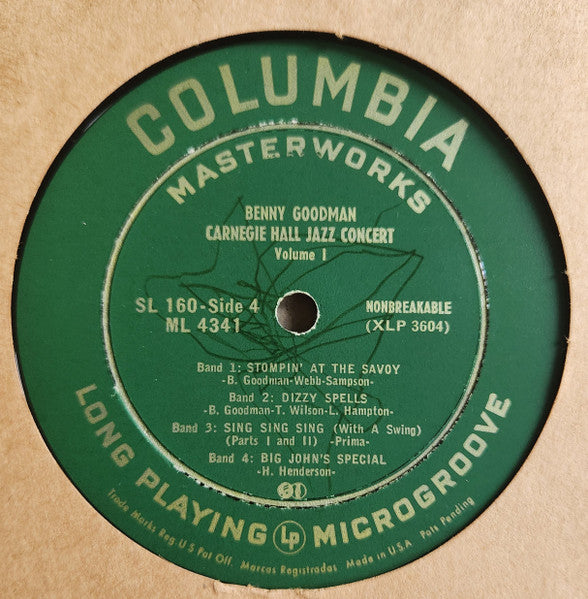 COLUMBIA
MASTERWORKS
BENNY GOODMAN
CARNEGIE HALL JAZZ CONCERT
Volume 1
SL 160-Side 4
ML 4341
NONBREAKABLE
(XLP 3604)
Band 1: STOMPIN' AT THE SAVOY
-B. Goodman-Webb-Sampson-
Band 2: DIZZY SPELLS
-B. Goodman-T. Wilson-L. Hampton-
Band 3: SING SING SING (With A Swing)
(Parts I and II) -Prima-
Band 4: BIG JOHN'S SPECIAL
-H. Henderson-
LONG PLAYING LP MICROGROOVE
Trade Marks Reg. U S Pat Off. Marcas Registradas Made in U.S.A Pats Pending